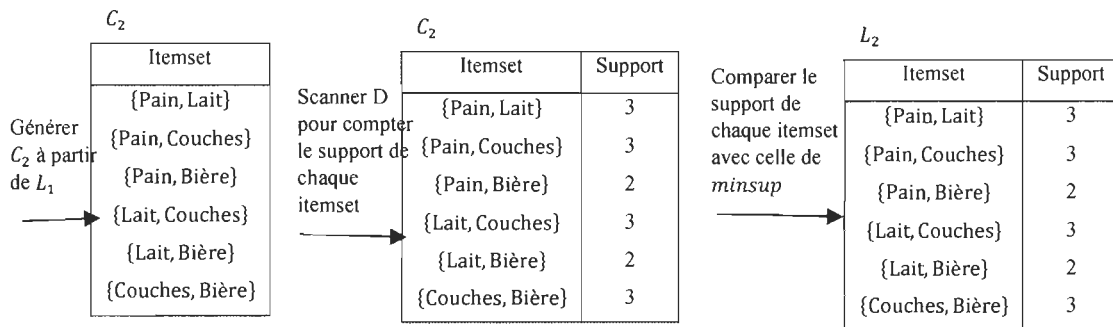 C₂
Itemset
{Pain, Lait}
{Pain, Couches}
{Pain, Bière}
{Lait, Couches}
{Lait, Bière}
{Couches, Bière}
Générer
C₂ à partir
de L₁
C₂
Itemset Support
{Pain, Lait} 3
{Pain, Couches} 3
{Pain, Bière} 2
{Lait, Couches} 3
{Lait, Bière} 2
{Couches, Bière} 3
Scanner D
pour compter
le support de
chaque
itemset
L₂
Itemset Support
{Pain, Lait} 3
{Pain, Couches} 3
{Pain, Bière} 2
{Lait, Couches} 3
{Lait, Bière} 2
{Couches, Bière} 3
Comparer le
support de
chaque itemset
avec celle de
minsup